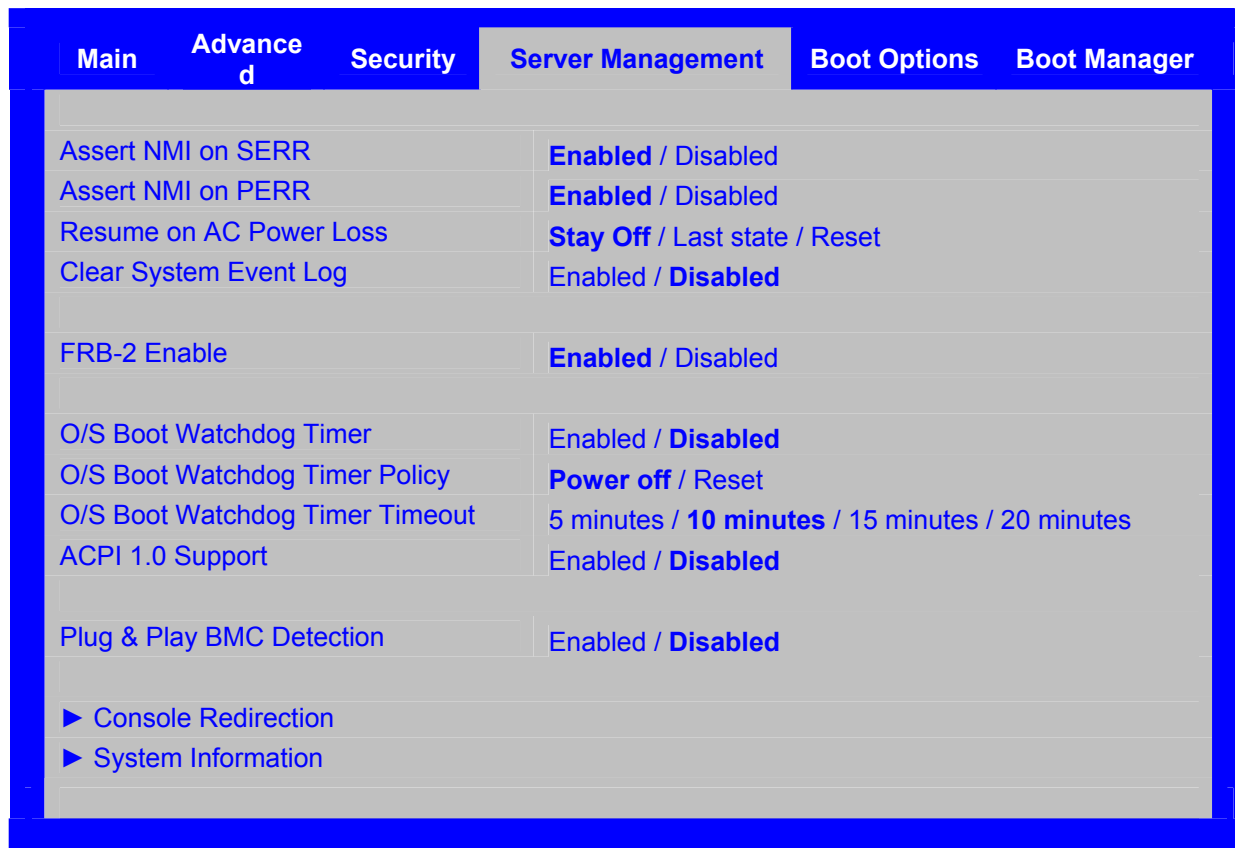 Main Advance
d Security Server Management Boot Options Boot Manager
Assert NMI on SERR Enabled / Disabled
Assert NMI on PERR Enabled / Disabled
Resume on AC Power Loss Stay Off / Last state / Reset
Clear System Event Log Enabled / Disabled
FRB-2 Enable Enabled / Disabled
O/S Boot Watchdog Timer Enabled / Disabled
O/S Boot Watchdog Timer Policy Power off / Reset
O/S Boot Watchdog Timer Timeout 5 minutes / 10 minutes / 15 minutes / 20 minutes
ACPI 1.0 Support Enabled / Disabled
Plug & Play BMC Detection Enabled / Disabled
► Console Redirection
► System Information